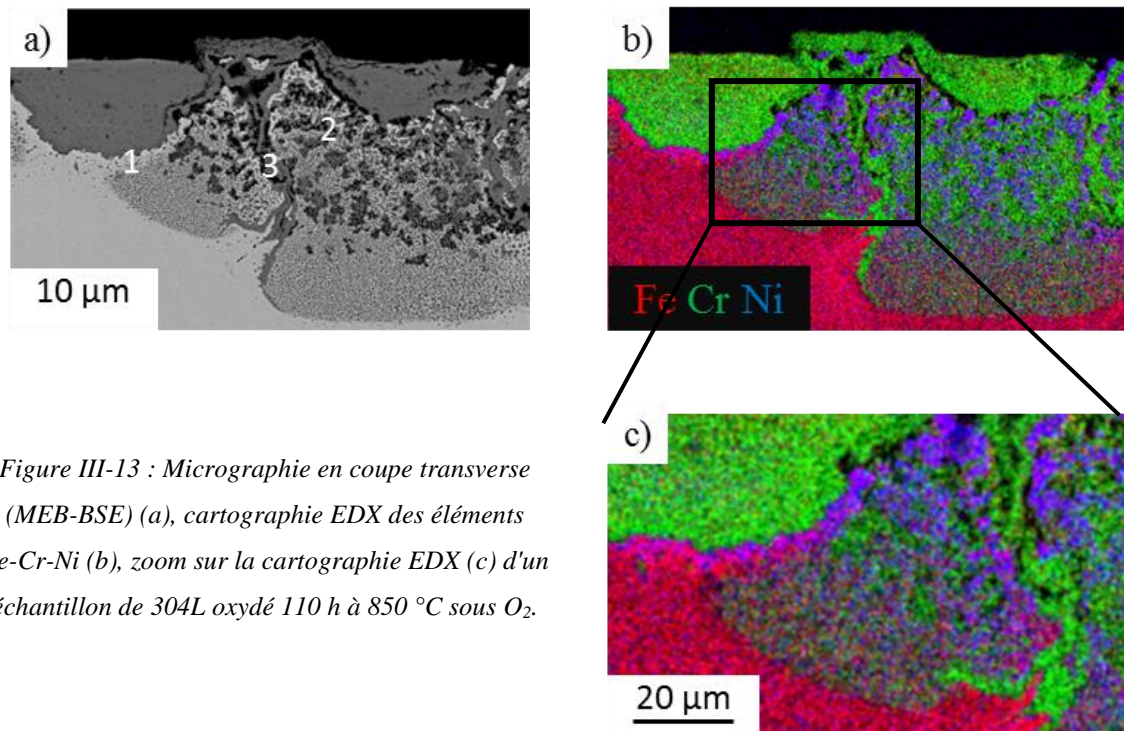 a)
1
2
3
10 μm
b)
Fe Cr Ni
c)
20 μm
Figure III-13 : Micrographie en coupe transverse
(MEB-BSE) (a), cartographie EDX des éléments
e-Cr-Ni (b), zoom sur la cartographie EDX (c) d'un
échantillon de 304L oxydé 110 h à 850 °C sous O₂.